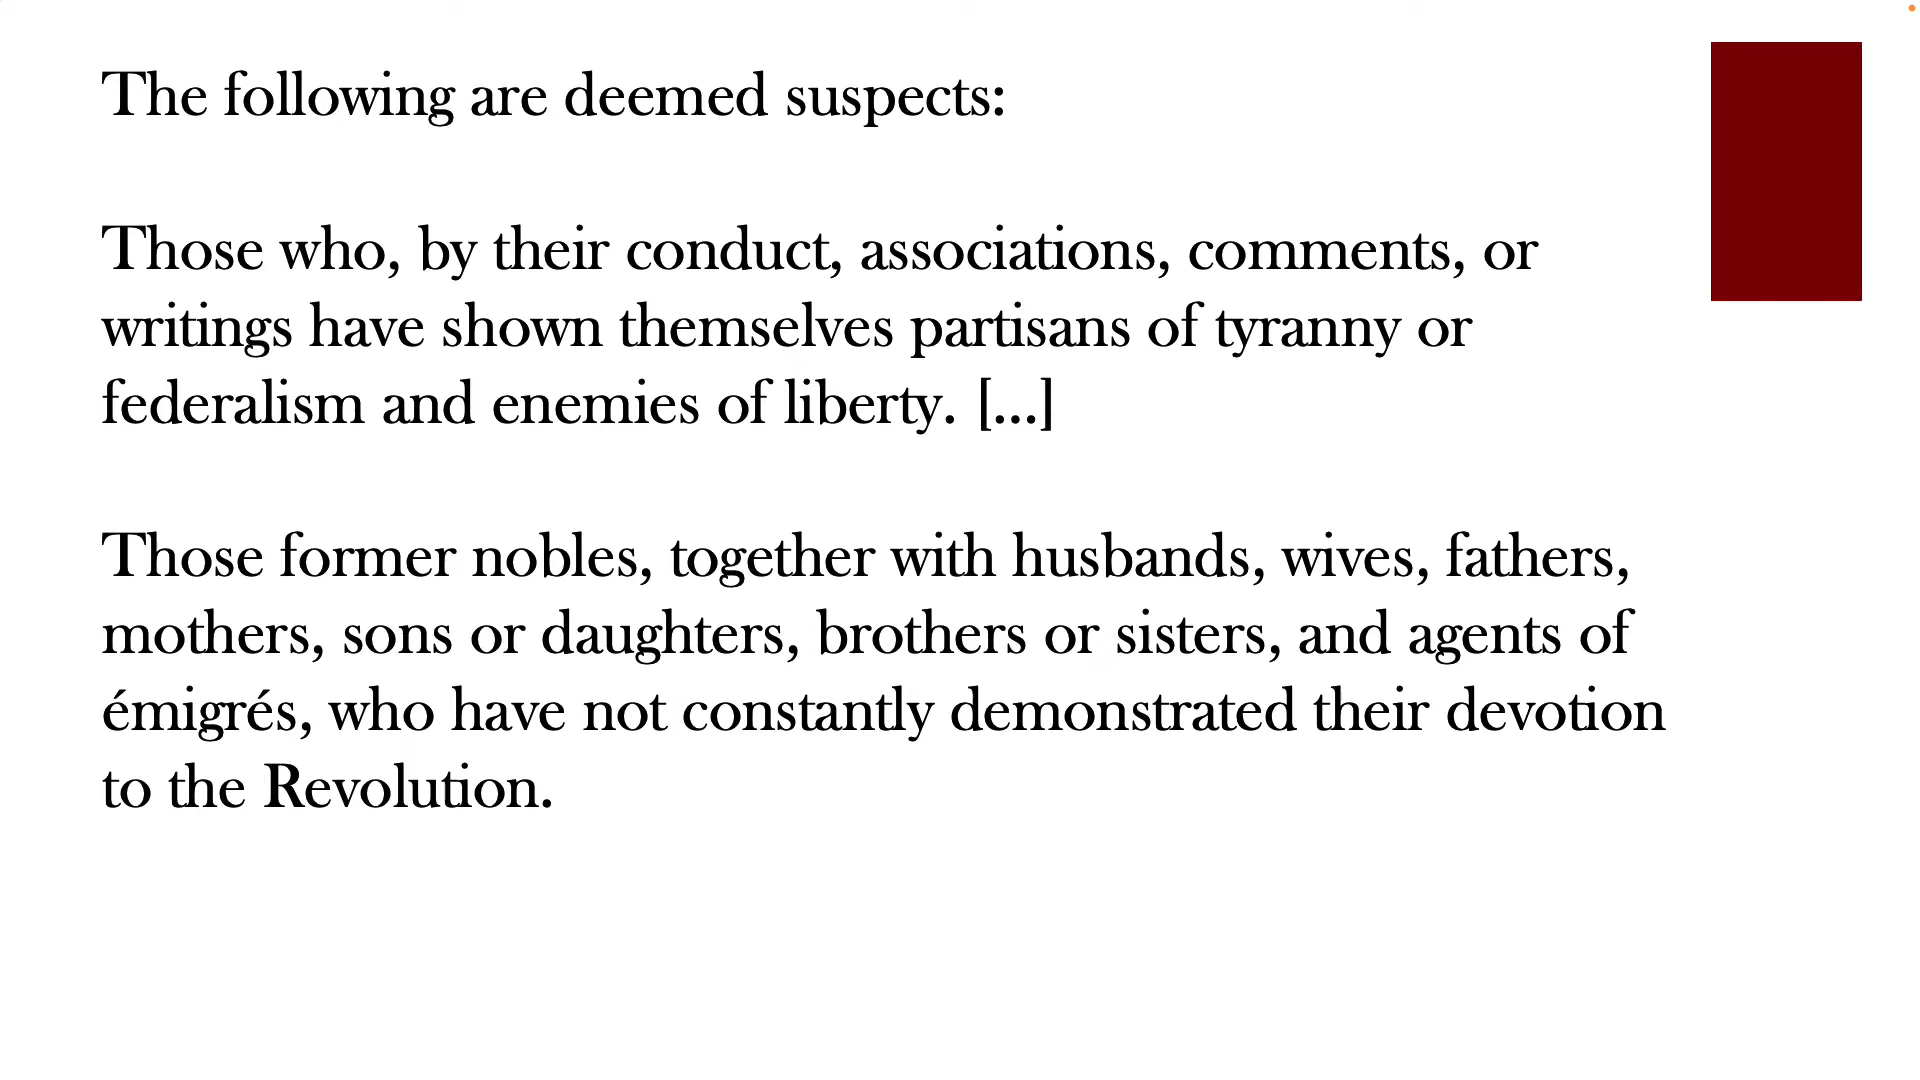 The following are deemed suspects:
Those who, by their conduct, associations, comments, or
writings have shown themselves partisans of tyranny or
federalism and enemies of liberty. [...]
Those former nobles, together with husbands, wives, fathers,
mothers, sons or daughters, brothers or sisters, and agents of
émigrés, who have not constantly demonstrated their devotion
to the Revolution.